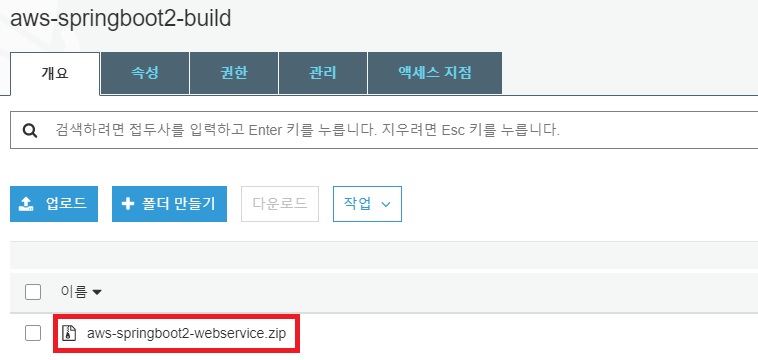 aws-springboot2-build
개요 속성 권한 관리 액세스 지점
검색하려면 접두사를 입력하고 Enter 키를 누릅니다. 지우려면 Esc 키를 누릅니다.
업로드 폴더 만들기 다운로드 작업
이름
aws-springboot2-webservice.zip